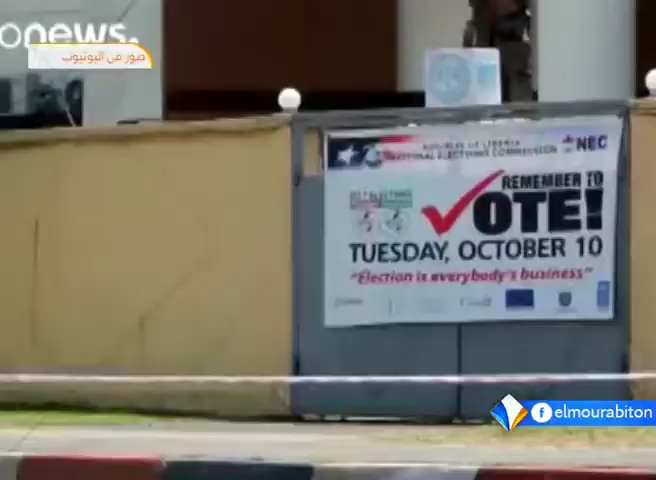 onews.
صور من اليوتيوب
REPUBLIC OF LIBERIA
NATIONAL ELECTIONS COMMISSION
NEC
REMEMBER TO
VOTE!
TUESDAY, OCTOBER 10
"Election is everybody's business"
elmourabiton